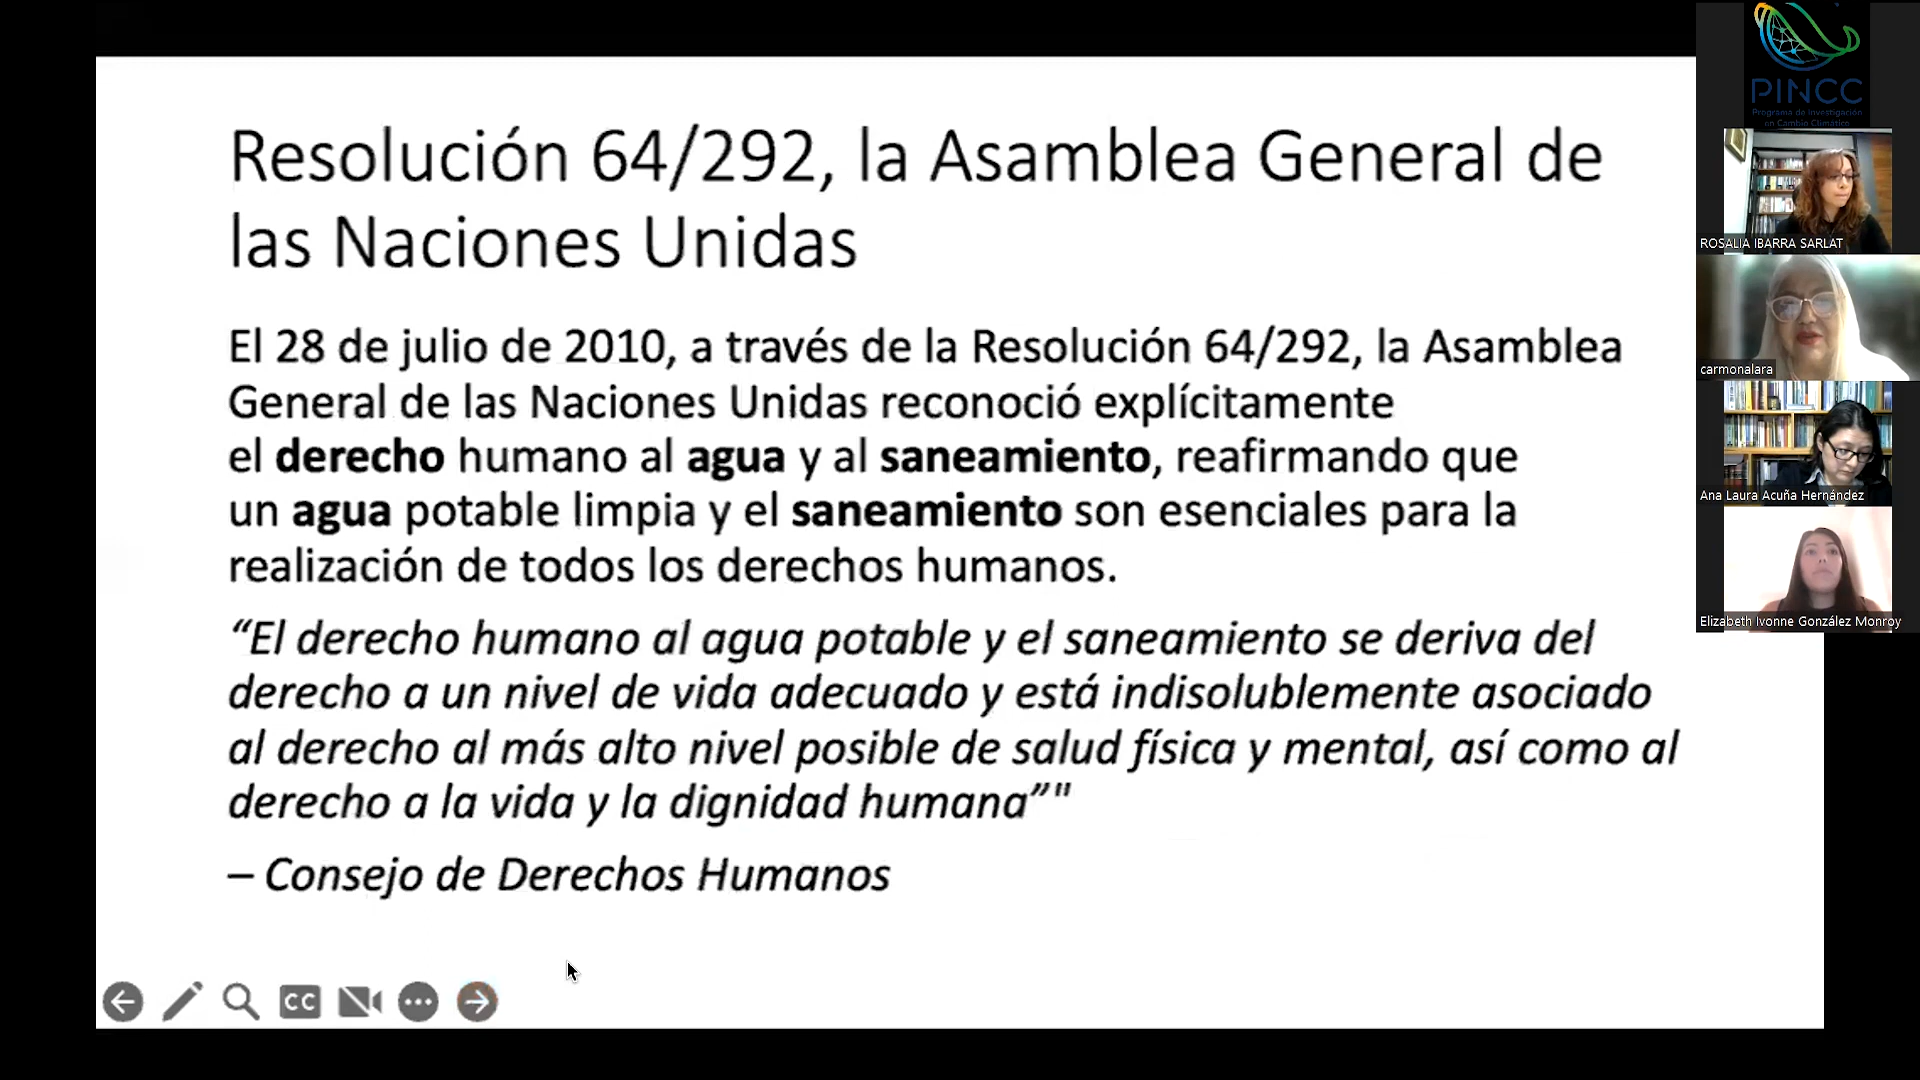 Resolución 64/292, la Asamblea General de
las Naciones Unidas
El 28 de julio de 2010, a través de la Resolución 64/292, la Asamblea
General de las Naciones Unidas reconoció explícitamente
el derecho humano al agua y al saneamiento, reafirmando que
un agua potable limpia y el saneamiento son esenciales para la
realización de todos los derechos humanos.
“El derecho humano al agua potable y el saneamiento se deriva del
derecho a un nivel de vida adecuado y está indisolublemente asociado
al derecho al más alto nivel posible de salud física y mental, así como al
derecho a la vida y la dignidad humana”"
– Consejo de Derechos Humanos
CC
PINCC
Programa de Investigación
en Cambio Climático
ROSALIA IBARRA SARLAT
carmonalara
Ana Laura Acuña Hernández
Elizabeth Ivonne González Monroy